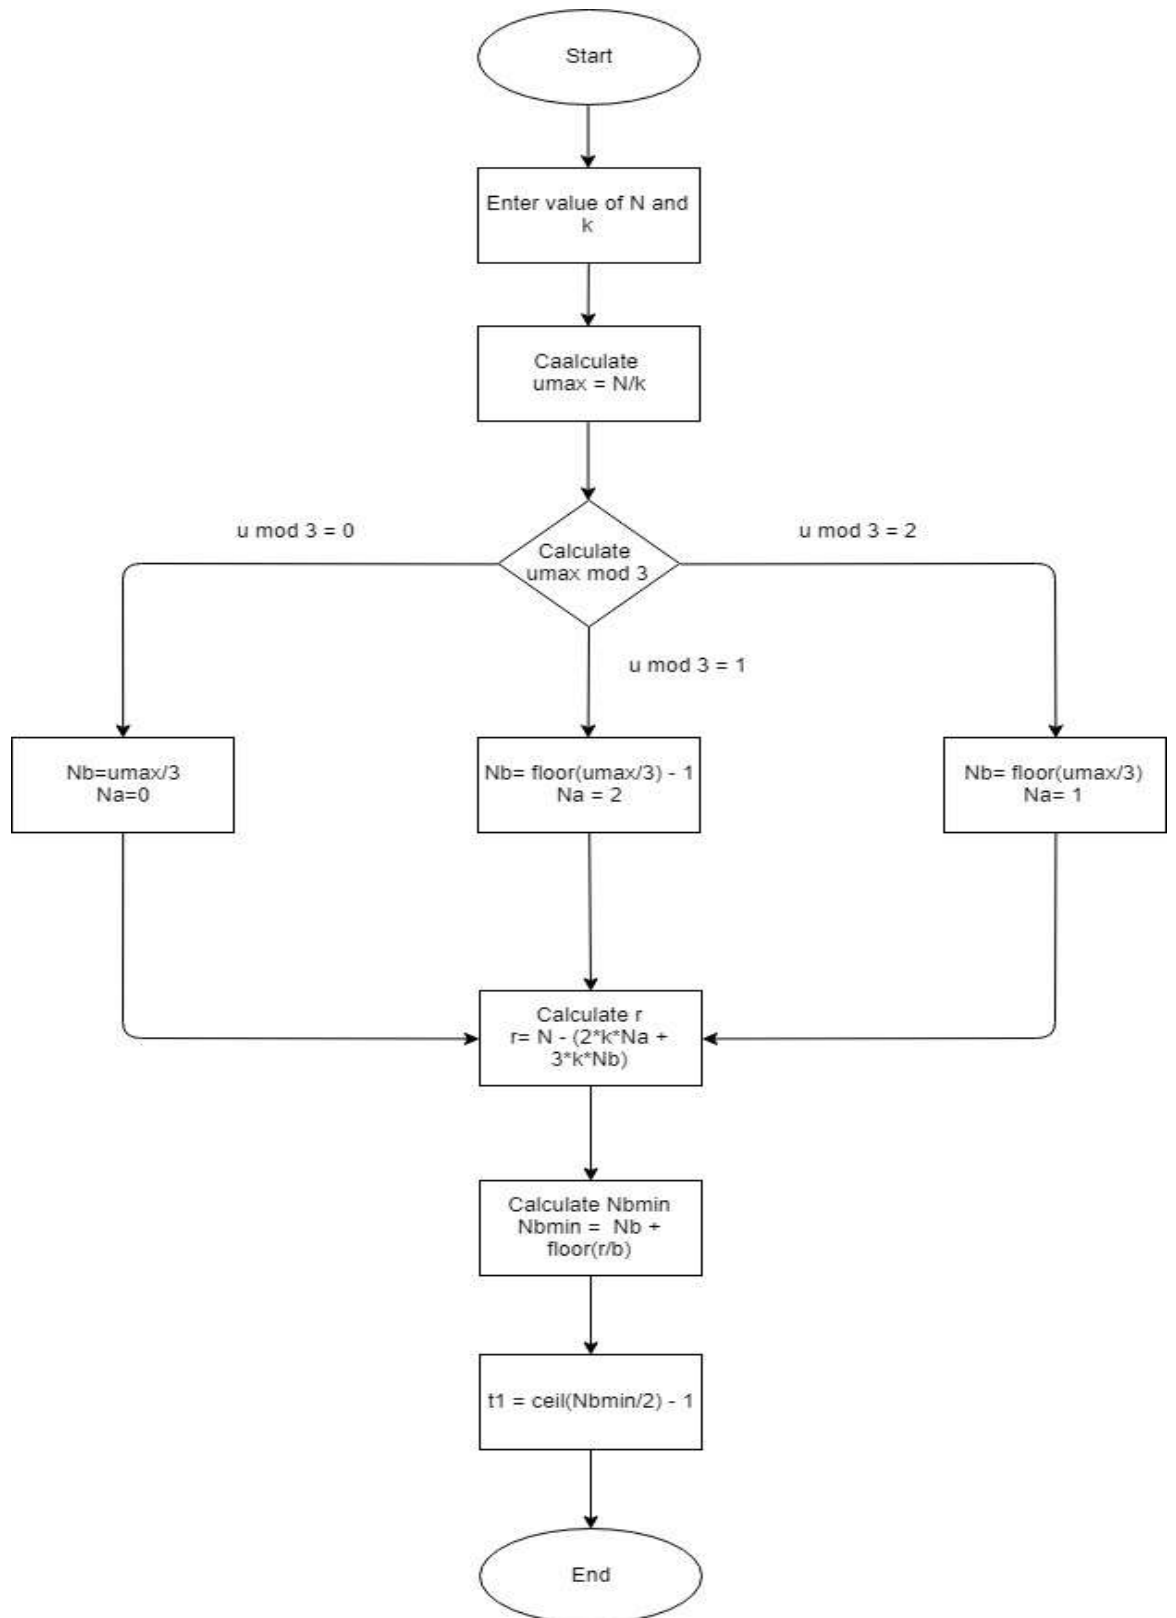 Start
Enter value of N and
k
Caalculate
umax = N/k
u mod 3 = 0
Calculate
umax mod 3
u mod 3 = 2
u mod 3 = 1
Nb=umax/3
Na=0
Nb= floor(umax/3) - 1
Na = 2
Nb= floor(umax/3)
Na= 1
Calculate r
r= N - (2*k*Na +
3*k*Nb)
Calculate Nbmin
Nbmin = Nb +
floor(r/b)
t1 = ceil(Nbmin/2) - 1
End